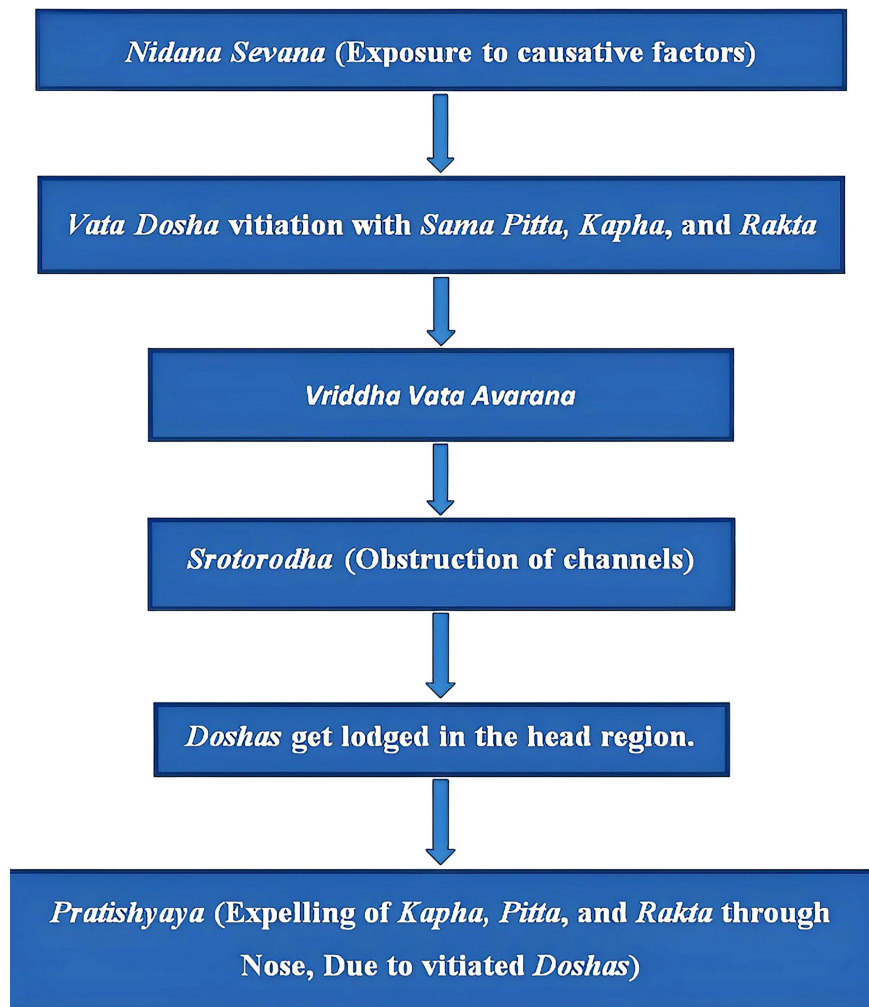 Nidana Sevana (Exposure to causative factors)
Vata Dosha vitiation with Sama Pitta, Kapha, and Rakta
Vriddha Vata Avarana
Srotorodha (Obstruction of channels)
Doshas get lodged in the head region.
Pratishyaya (Expelling of Kapha, Pitta, and Rakta through
Nose, Due to vitiated Doshas)